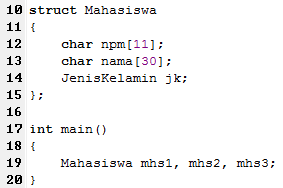 10 struct Mahasiswa
11 {
12     char npm[11];
13     char nama[30];
14     JenisKelamin jk;
15 };
16
17 int main()
18 {
19     Mahasiswa mhs1, mhs2, mhs3;
20 }